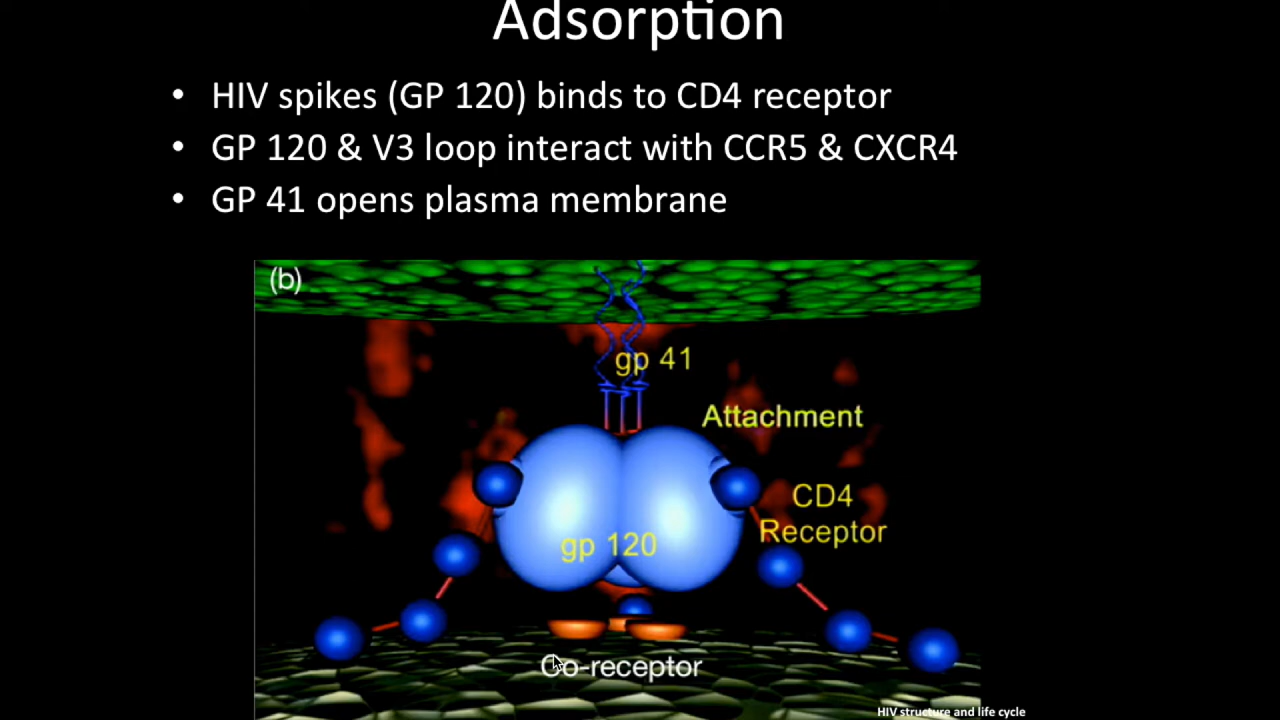 Adsorption
• HIV spikes (GP 120) binds to CD4 receptor
• GP 120 & V3 loop interact with CCR5 & CXCR4
• GP 41 opens plasma membrane
(b)
gp 41
Attachment
CD4
Receptor
gp 120
Co-receptor
HIV structure and life cycle